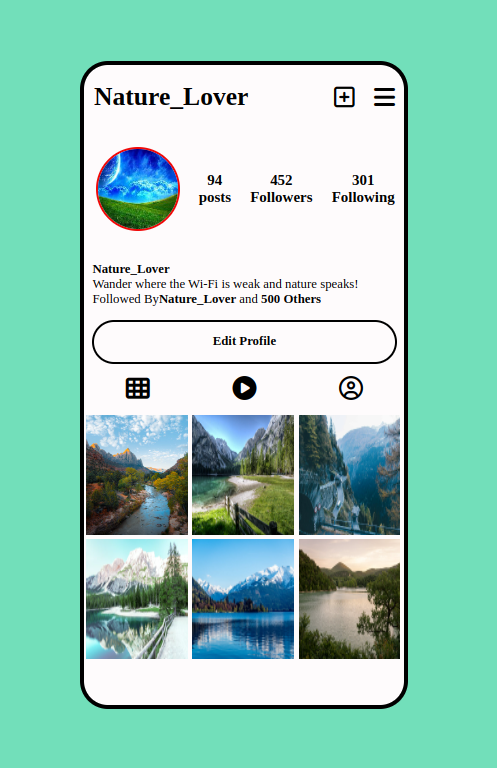 Nature_Lover
94 452 301
posts Followers Following
Nature_Lover
Wander where the Wi-Fi is weak and nature speaks!
Followed ByNature_Lover and 500 Others
Edit Profile